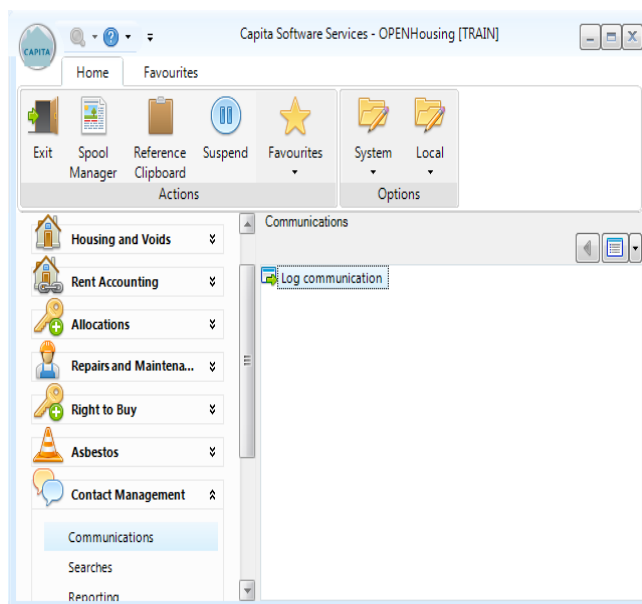 CAPITA
Capita Software Services - OPENHousing [TRAIN]
Home Favourites
Exit Spool Manager Reference Clipboard Suspend Favourites System Local
Actions Options
Communications
Housing and Voids
Log communication
Rent Accounting
Allocations
Repairs and Maintena...
Right to Buy
Asbestos
Contact Management
Communications
Searches
Reporting